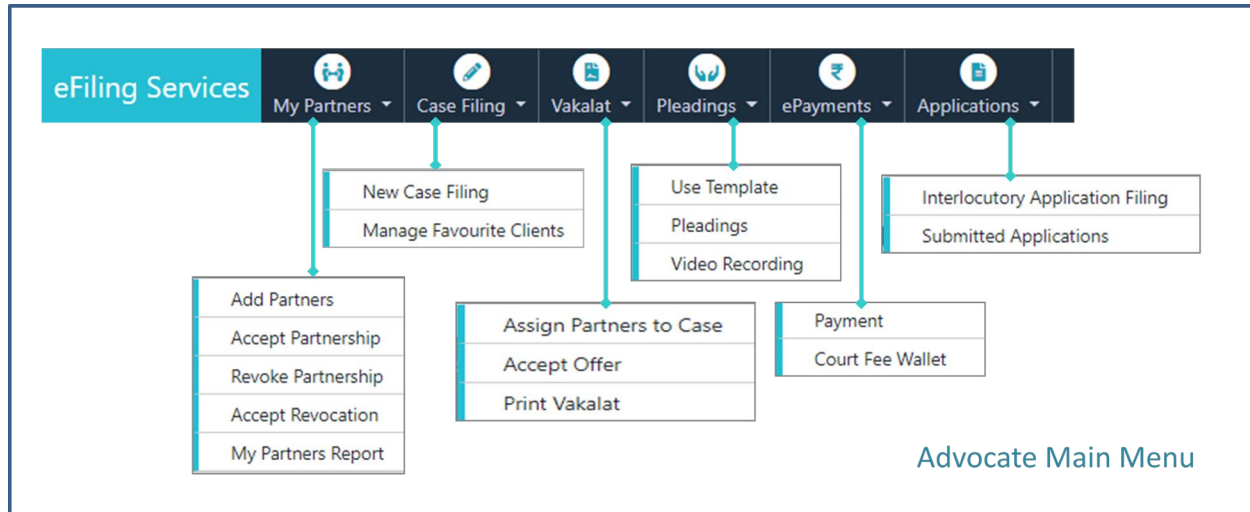 eFiling Services
My Partners
Case Filing
Vakalat
Pleadings
ePayments
Applications
New Case Filing
Manage Favourite Clients
Use Template
Pleadings
Video Recording
Interlocutory Application Filing
Submitted Applications
Add Partners
Accept Partnership
Revoke Partnership
Accept Revocation
My Partners Report
Assign Partners to Case
Accept Offer
Print Vakalat
Payment
Court Fee Wallet
Advocate Main Menu